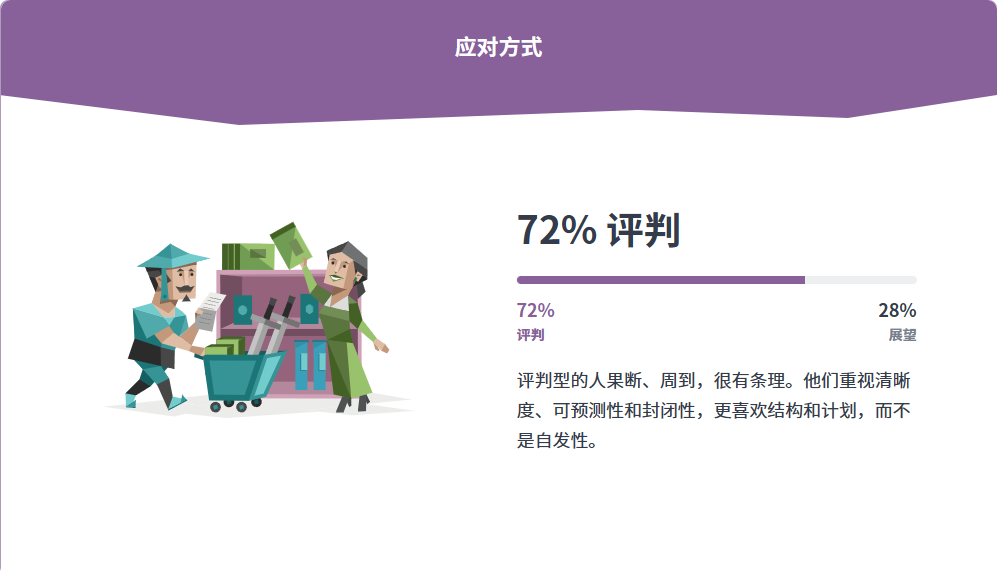 应对方式
72% 评判
72%
28%
评判
展望
评判型的人果断、周到，很有条理。他们重视清晰
度、可预测性和封闭性，更喜欢结构和计划，而不
是自发性。